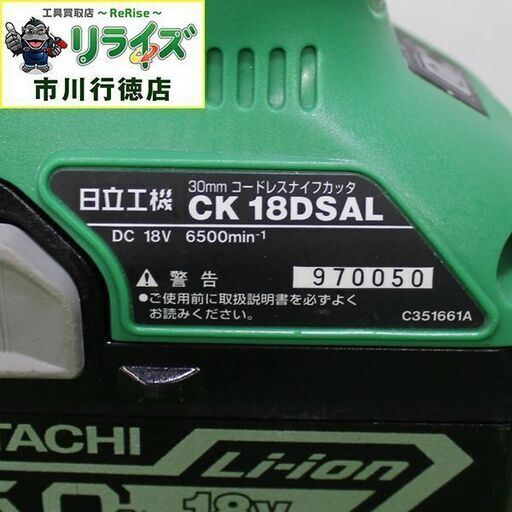 工具買取店 ～ReRise～
リライズ
市川行徳店
30mm コードレスナイフカッタ
日立工機 CK 18DSAL
DC 18V 6500min-1
⚠ 警告 970050
●ご使用前に取扱説明書を必ずよく
お読みください。
C351661A
TACHI
Li-ion
18V